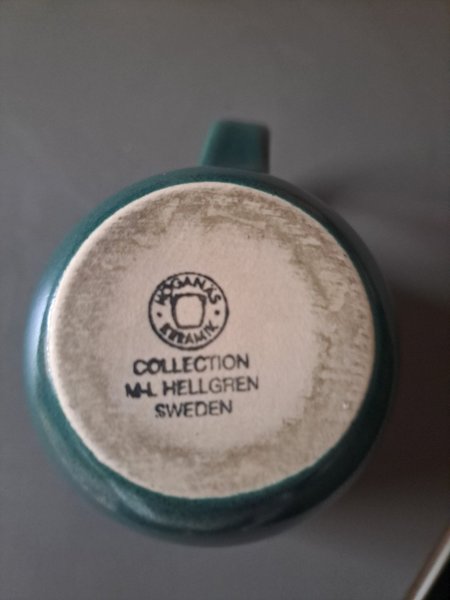 HÖGANÄS
KERAMIK
COLLECTION
M-L HELLGREN
SWEDEN